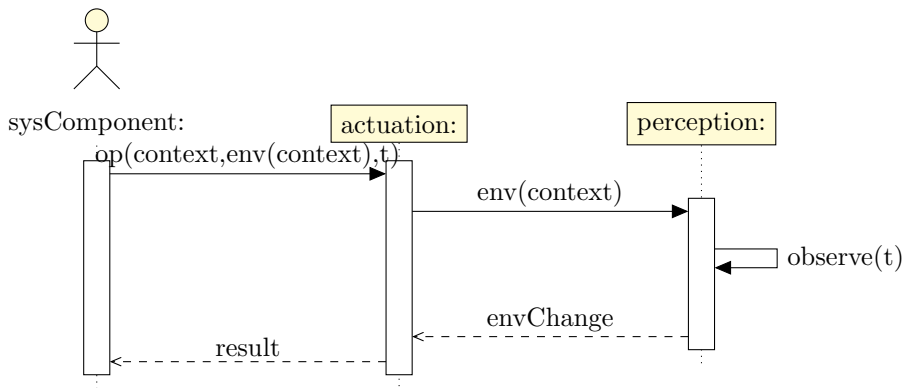 sysComponent:
actuation:
perception:
op(context,env(context),t)
env(context)
observe(t)
envChange
result